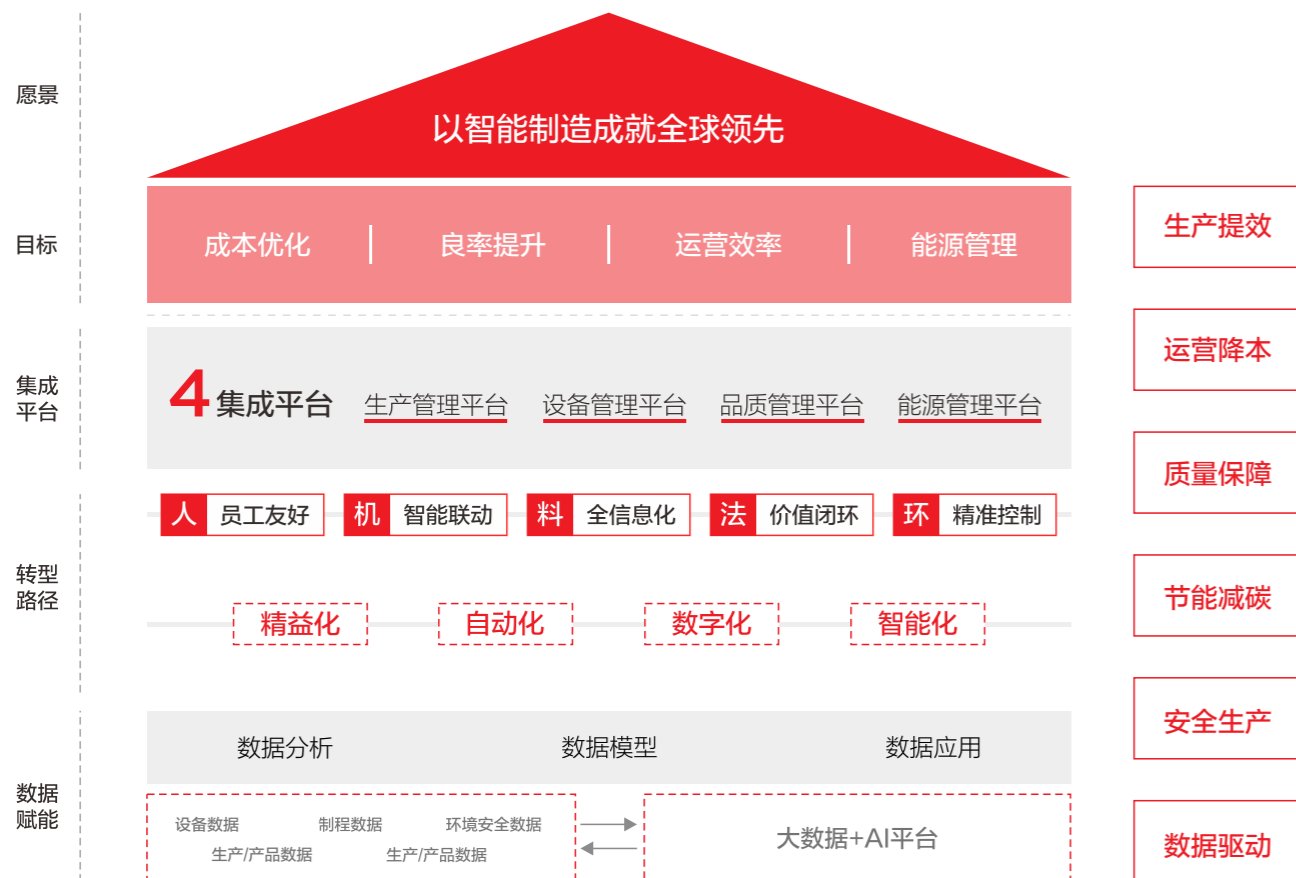 愿景
以智能制造成就全球领先
目标
成本优化
良率提升
运营效率
能源管理
集成
平台
4 集成平台
生产管理平台
设备管理平台
品质管理平台
能源管理平台
转型
路径
人 员工友好
机 智能联动
料 全信息化
法 价值闭环
环 精准控制
精益化
自动化
数字化
智能化
数据
赋能
数据分析
数据模型
数据应用
设备数据
制程数据
环境安全数据
生产/产品数据
生产/产品数据
大数据+AI平台
生产提效
运营降本
质量保障
节能减碳
安全生产
数据驱动